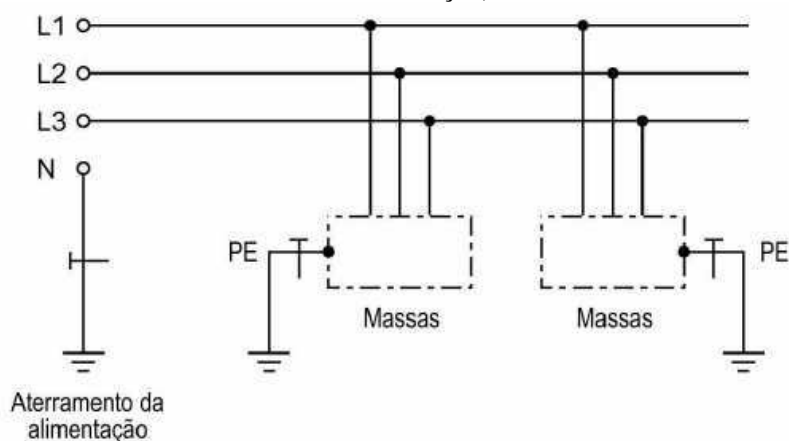 L1
L2
L3
N
PE
PE
Massas
Massas
Aterramento da
alimentação